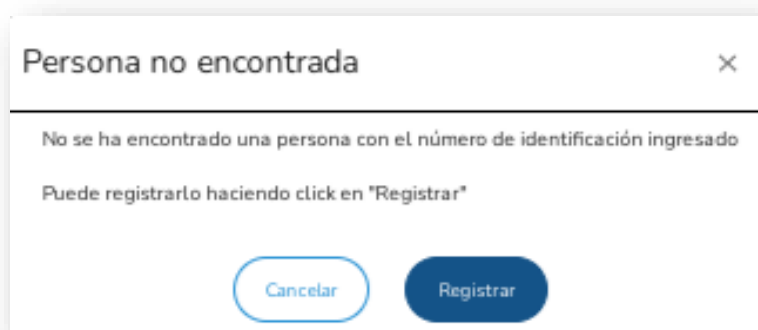 Persona no encontrada ×
No se ha encontrado una persona con el número de identificación ingresado
Puede registrarlo haciendo click en "Registrar"
Cancelar Registrar